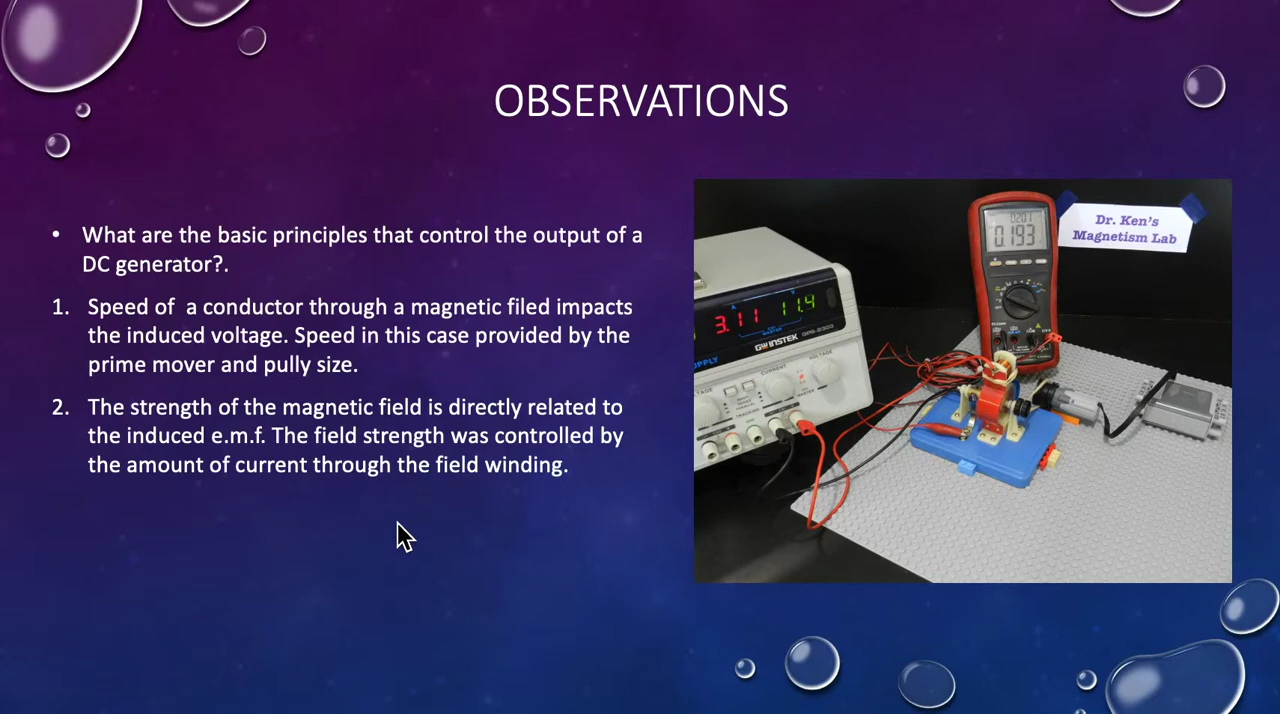 OBSERVATIONS
• What are the basic principles that control the output of a
DC generator?.
1. Speed of  a conductor through a magnetic filed impacts
the induced voltage. Speed in this case provided by the
prime mover and pully size.
2. The strength of the magnetic field is directly related to
the induced e.m.f. The field strength was controlled by
the amount of current through the field winding.
Dr. Ken's
Magnetism Lab
0.193
3.11 11.4
GW INSTEK
CURRENT
VOLTAGE